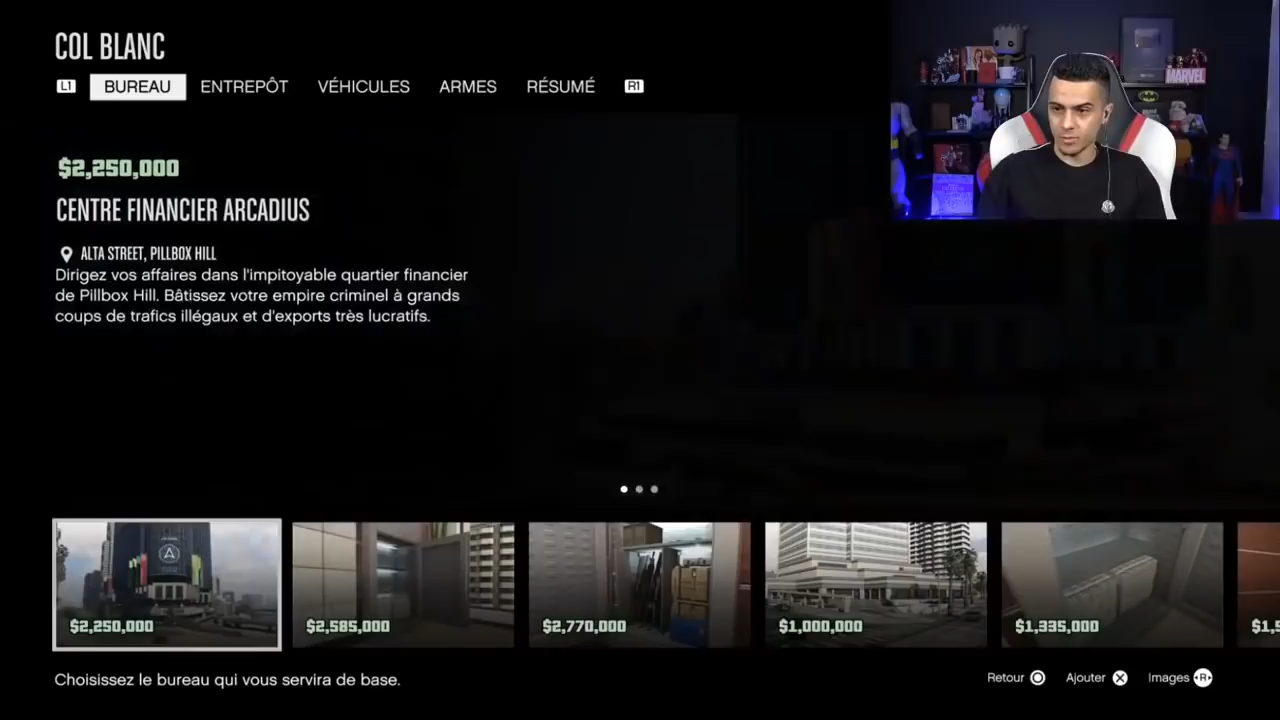 COL BLANC
L1 BUREAU ENTREPÔT VÉHICULES ARMES RÉSUMÉ R1
MARVEL
$2,250,000
CENTRE FINANCIER ARCADIUS
ALTA STREET, PILLBOX HILL
Dirigez vos affaires dans l'impitoyable quartier financier
de Pillbox Hill. Bâtissez votre empire criminel à grands
coups de trafics illégaux et d'exports très lucratifs.
$2,250,000 $2,585,000 $2,770,000 $1,000,000 $1,335,000
Choisissez le bureau qui vous servira de base.
Retour Ajouter Images R